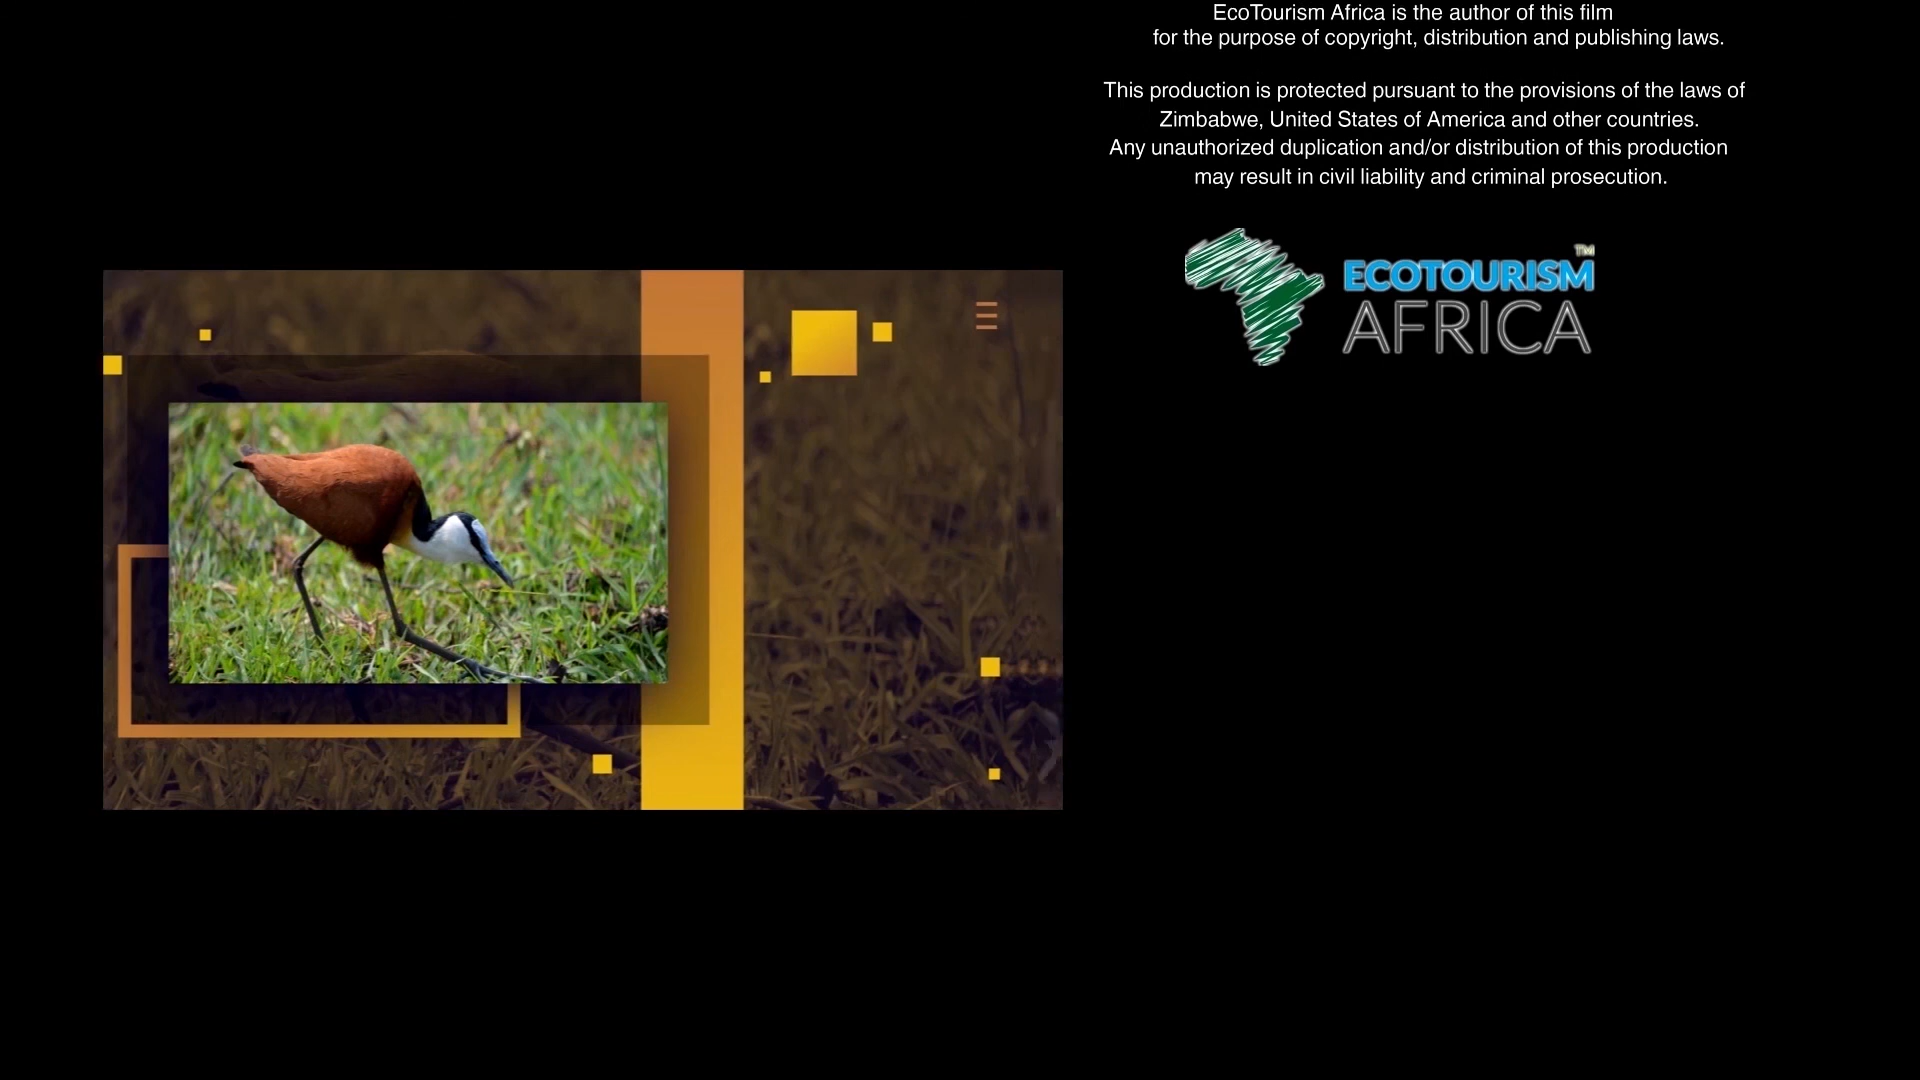 EcoTourism Africa is the author of this film
for the purpose of copyright, distribution and publishing laws.
This production is protected pursuant to the provisions of the laws of
Zimbabwe, United States of America and other countries.
Any unauthorized duplication and/or distribution of this production
may result in civil liability and criminal prosecution.
ECOTOURISM™
AFRICA